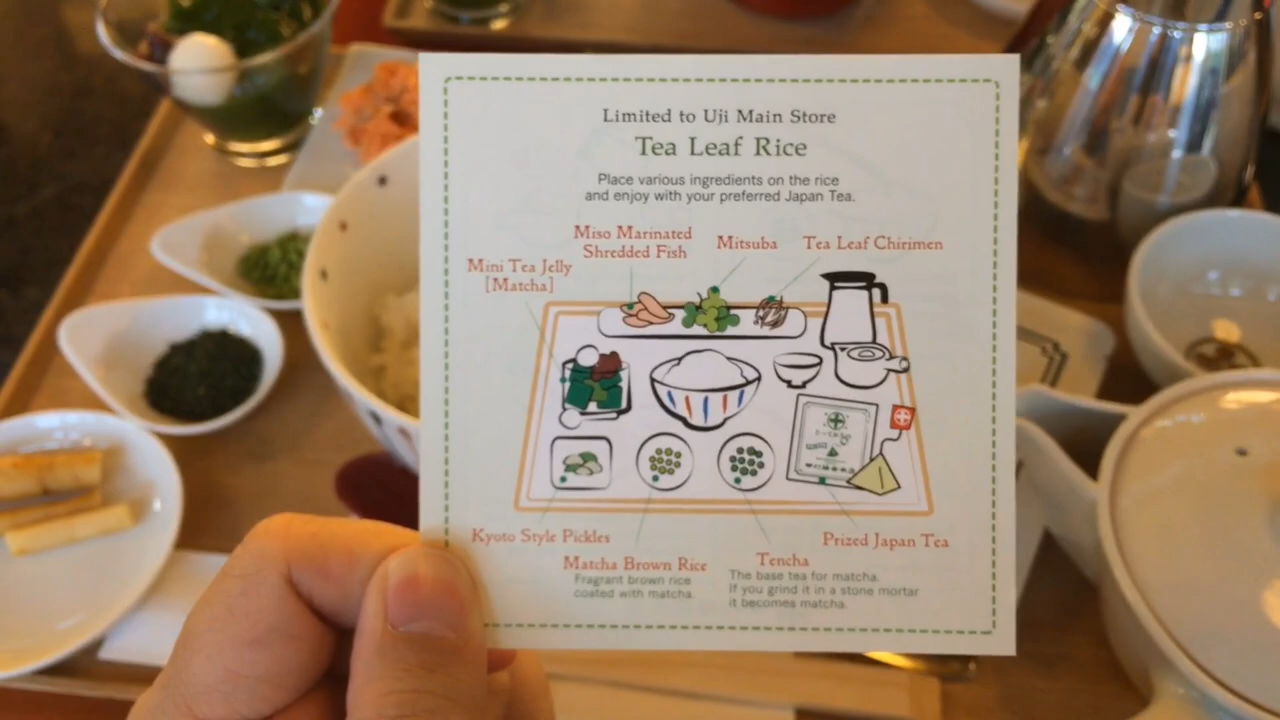 Limited to Uji Main Store
Tea Leaf Rice
Place various ingredients on the rice
and enjoy with your preferred Japan Tea.
Miso Marinated
Shredded Fish
Mitsuba
Tea Leaf Chirimen
Mini Tea Jelly
[Matcha]
Kyoto Style Pickles
Matcha Brown Rice
Fragrant brown rice
coated with matcha.
Tencha
The base tea for matcha.
If you grind it in a stone mortar
it becomes matcha.
Prized Japan Tea